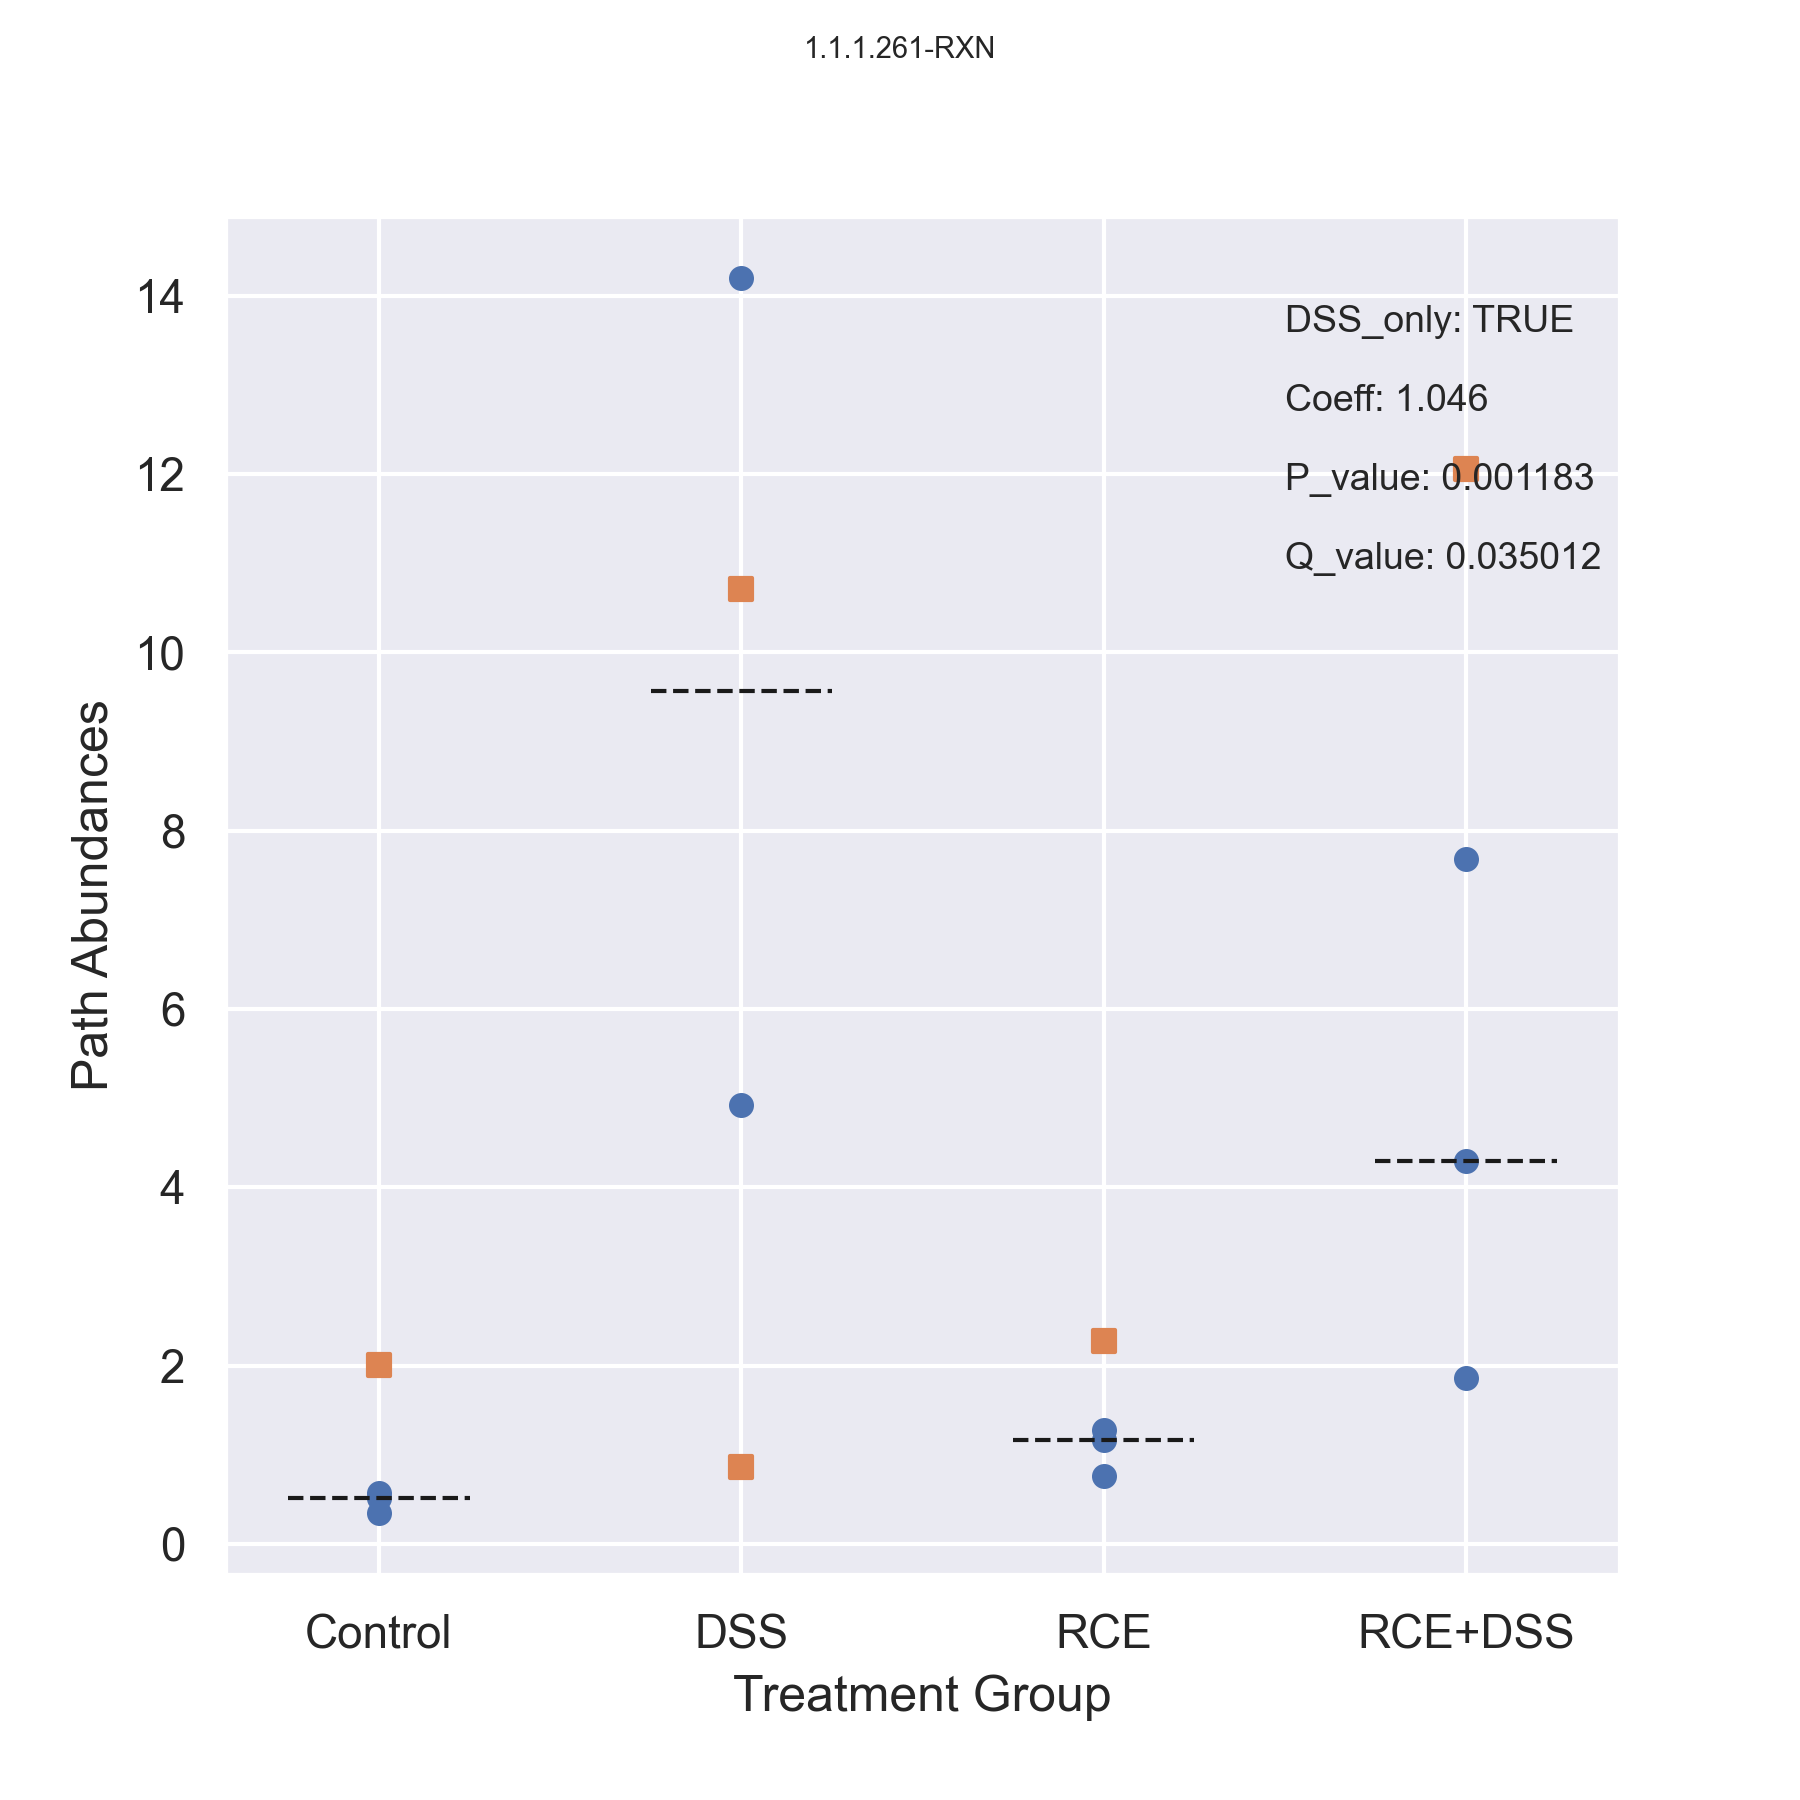 1.1.1.261-RXN
14
12
10
8
6
4
2
0
Path Abundances
DSS_only: TRUE
Coeff: 1.046
P_value: 0.001183
Q_value: 0.035012
Control
DSS
RCE
RCE+DSS
Treatment Group